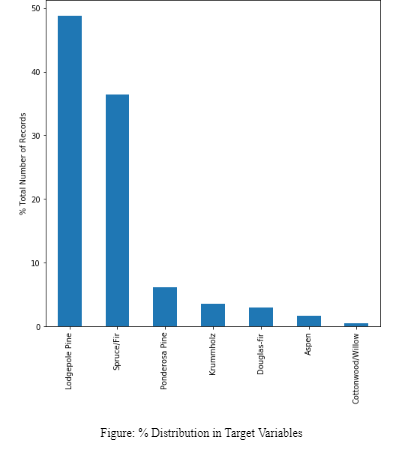 50
40
30
20
10
0
% Total Number of Records
Lodgepole Pine
Spruce/Fir
Ponderosa Pine
Krummholz
Douglas-fir
Aspen
Cottonwood/Willow
Figure: % Distribution in Target Variables